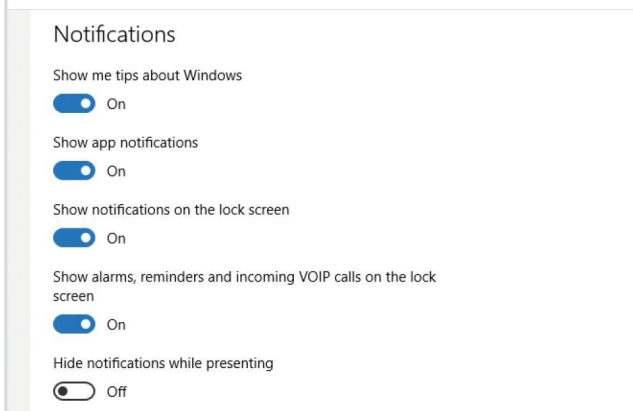 Notifications
Show me tips about Windows
On
Show app notifications
On
Show notifications on the lock screen
On
Show alarms, reminders and incoming VOIP calls on the lock
screen
On
Hide notifications while presenting
Off